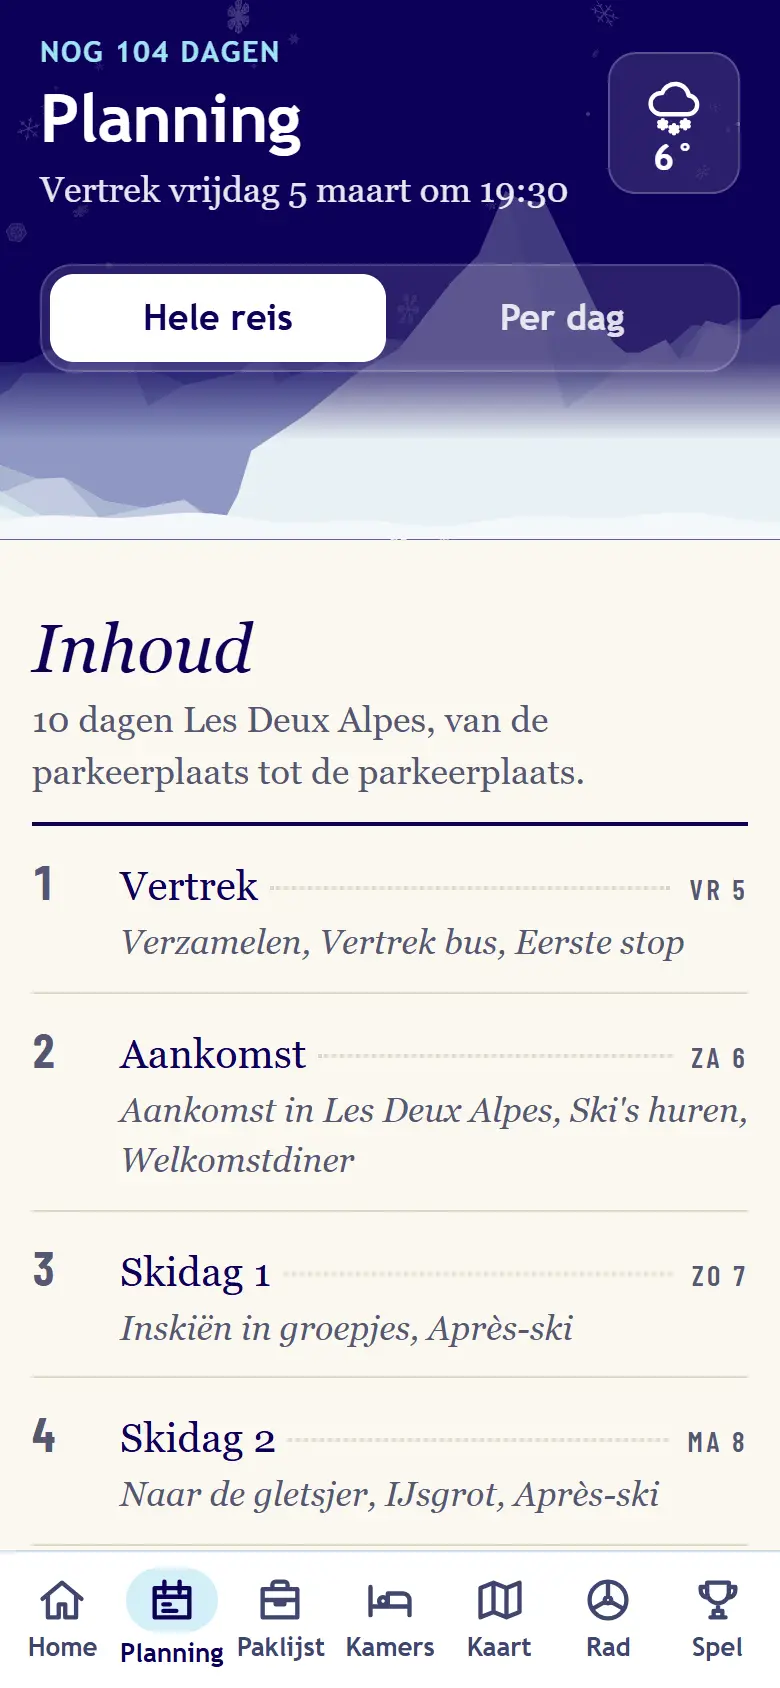 NOG 104 DAGEN
Planning
Vertrek vrijdag 5 maart om 19:30
6°
Hele reis
Per dag
Inhoud
10 dagen Les Deux Alpes, van de
parkeerplaats tot de parkeerplaats.
1 Vertrek VR 5
Verzamelen, Vertrek bus, Eerste stop
2 Aankomst ZA 6
Aankomst in Les Deux Alpes, Ski's huren,
Welkomstdiner
3 Skidag 1 ZO 7
Inskiën in groepjes, Après-ski
4 Skidag 2 MA 8
Naar de gletsjer, IJsgrot, Après-ski
Home Planning Paklijst Kamers Kaart Rad Spel